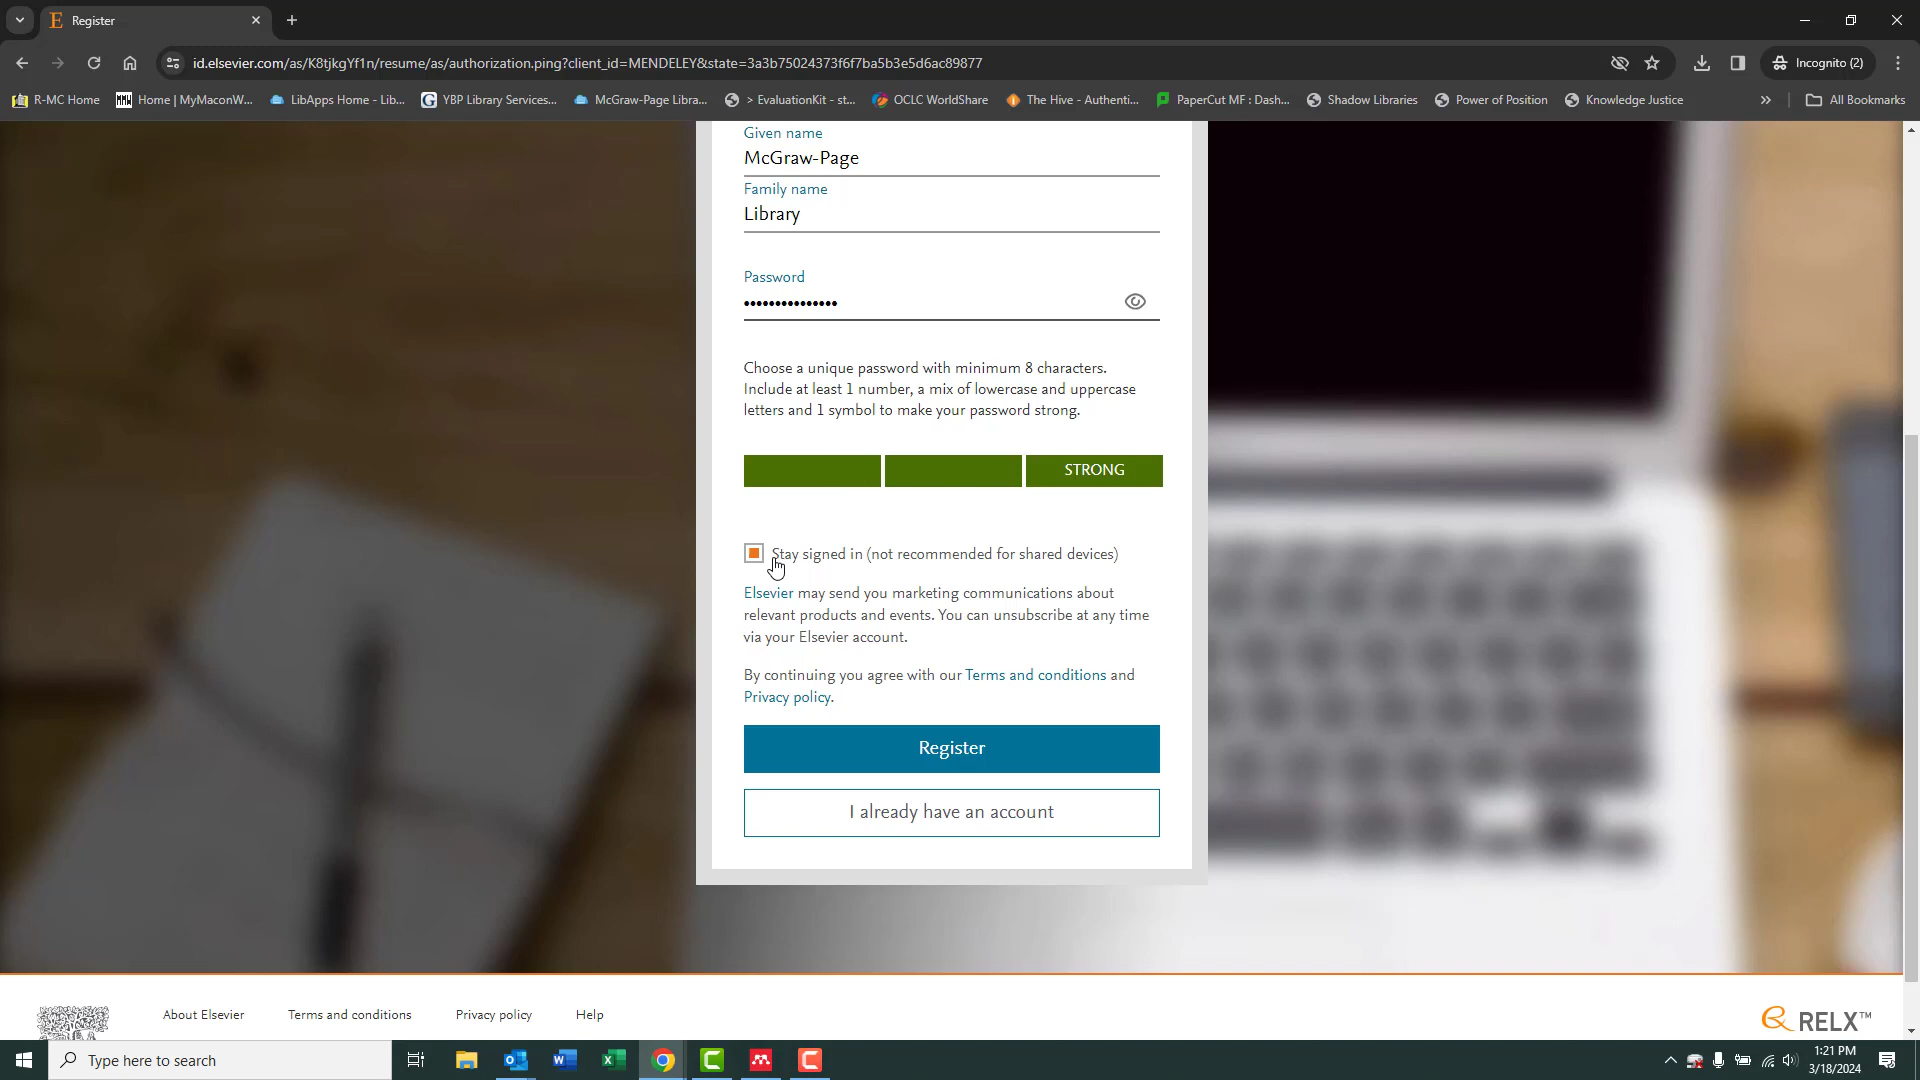 Register
id.elsevier.com/as/K8tjkgYf1n/resume/as/authorization.ping?client_id=MENDELEY&state=3a3b75024373f6f7ba5b3e5d6ac89877
Incognito (2)
R-MC Home
Home | MyMaconW...
LibApps Home - Lib...
YBP Library Services...
McGraw-Page Libra...
> EvaluationKit - st...
OCLC WorldShare
The Hive - Authenti...
PaperCut MF : Dash...
Shadow Libraries
Power of Position
Knowledge Justice
»
All Bookmarks
Given name
McGraw-Page
Family name
Library
Password
•••••••••••••••
Choose a unique password with minimum 8 characters.
Include at least 1 number, a mix of lowercase and uppercase
letters and 1 symbol to make your password strong.
STRONG
Stay signed in (not recommended for shared devices)
Elsevier may send you marketing communications about
relevant products and events. You can unsubscribe at any time
via your Elsevier account.
By continuing you agree with our Terms and conditions and
Privacy policy.
Register
I already have an account
About Elsevier
Terms and conditions
Privacy policy
Help
RELX™
Type here to search
1:21 PM
3/18/2024